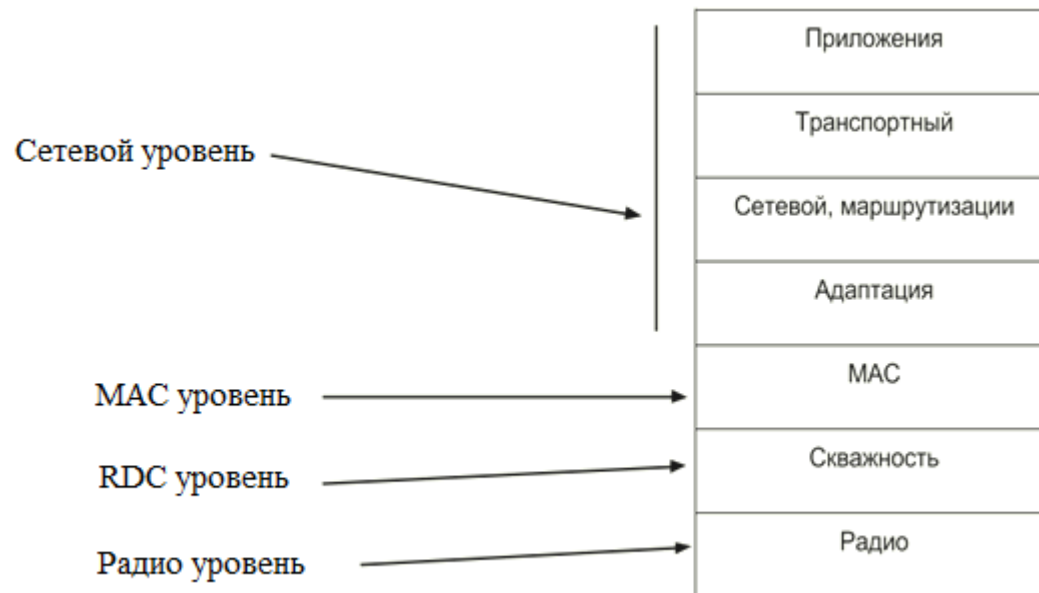 Приложения
Транспортный
Сетевой уровень
Сетевой, маршрутизации
Адаптация
MAC
MAC уровень
Скважность
RDC уровень
Радио
Радио уровень